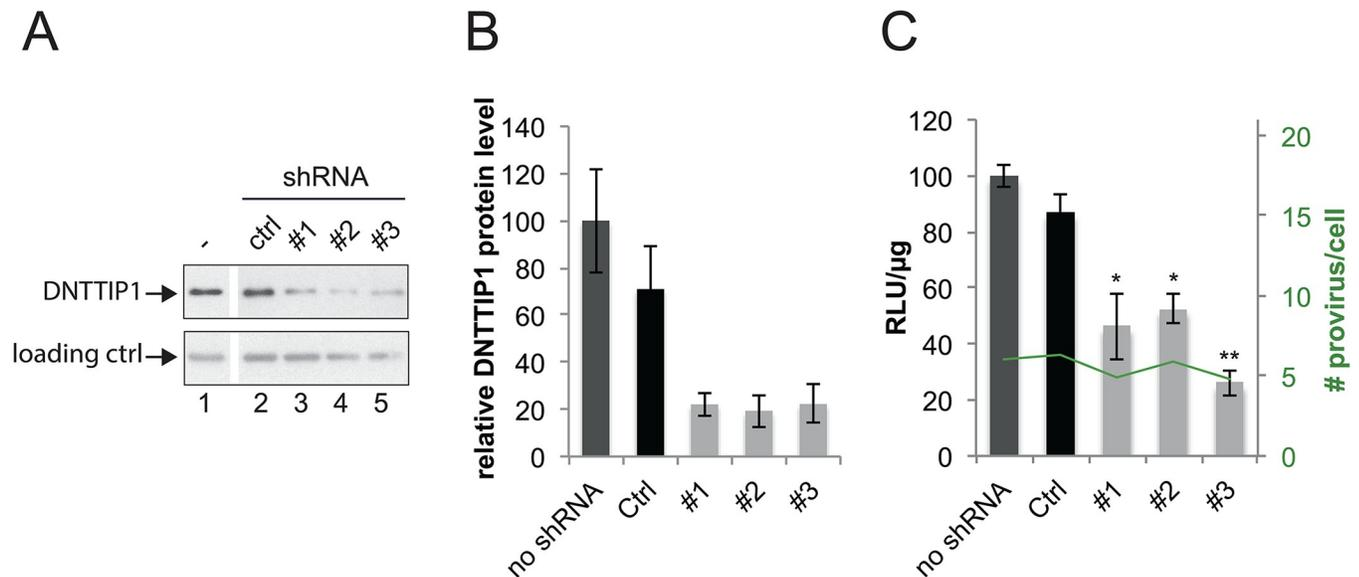 A
shRNA
-
ctrl
#1
#2
#3
DNTTIP1
loading ctrl
1 2 3 4 5
B
relative DNTTIP1 protein level
140
120
100
80
60
40
20
0
no shRNA
Ctrl
#1
#2
#3
C
RLU/µg
120
100
80
60
40
20
0
*
*
**
20
15
10
5
0
# provirus/cell
no shRNA
Ctrl
#1
#2
#3